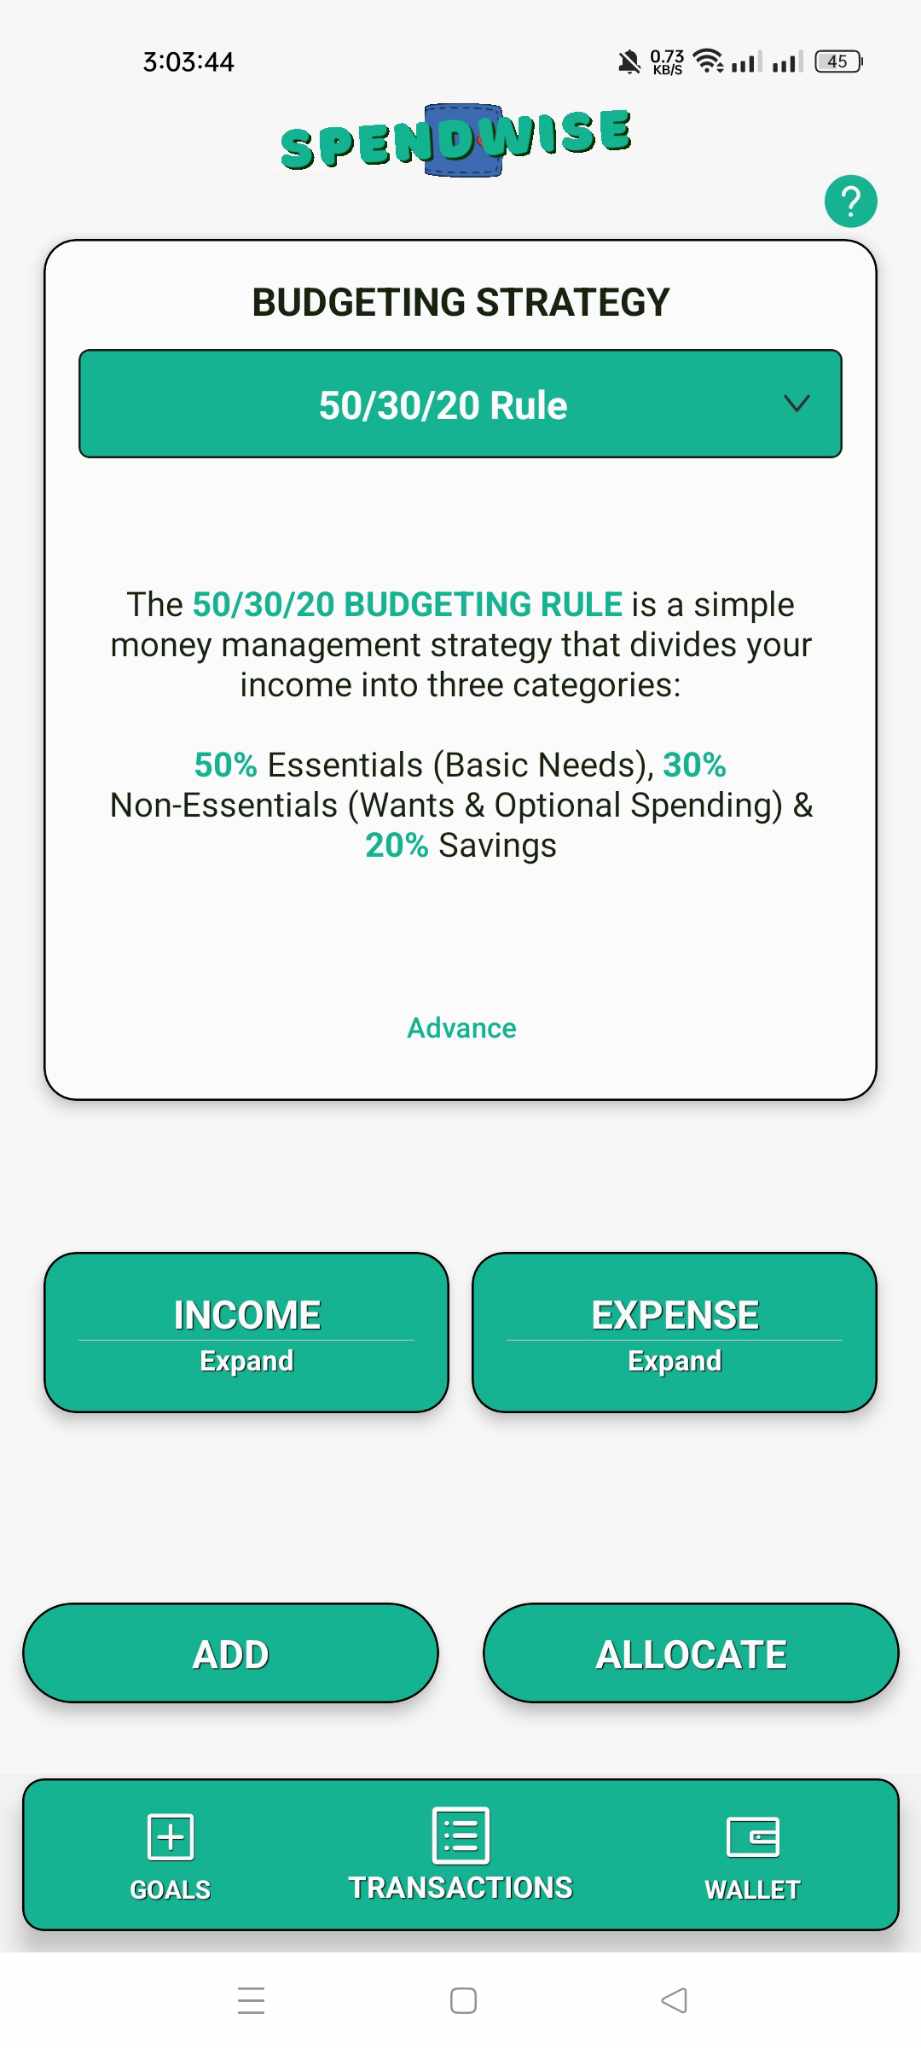 3:03:44
0.73
KB/S
45
SPENDWISE
?
BUDGETING STRATEGY
50/30/20 Rule
The 50/30/20 BUDGETING RULE is a simple
money management strategy that divides your
income into three categories:
50% Essentials (Basic Needs), 30%
Non-Essentials (Wants & Optional Spending) &
20% Savings
Advance
INCOME
Expand
EXPENSE
Expand
ADD
ALLOCATE
GOALS
TRANSACTIONS
WALLET